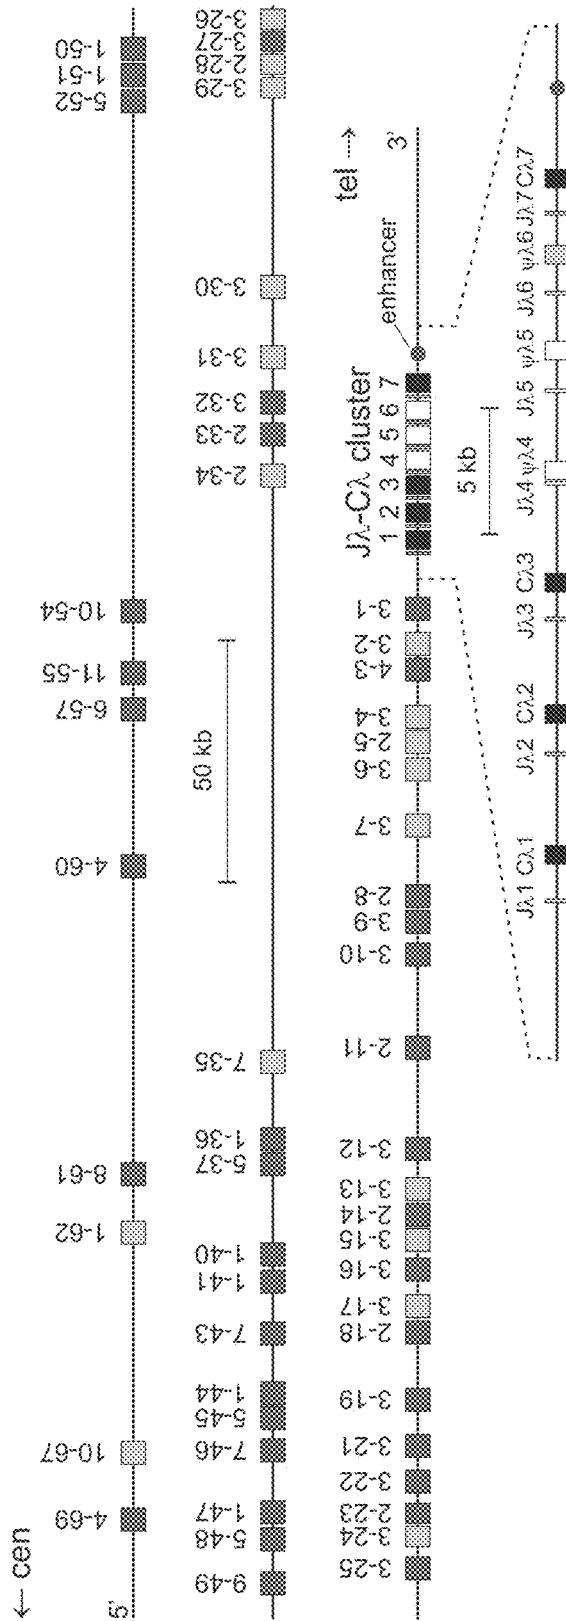 ← cen
5'
4-69 10-67 1-62 8-61 4-60 6-57 11-55 10-54 5-52 1-51 1-50
9-49 5-48 1-47 7-46 5-45 1-44 7-43 1-41 1-40 5-37 1-36 7-35 2-34 2-33 3-32 3-31 3-30 3-29 2-28 3-27 3-26
50 kb
3-25 3-24 2-23 3-22 3-21 3-19 2-18 3-17 3-16 3-15 2-14 3-13 3-12 2-11 3-10 3-9 2-8 3-7 3-6 2-5 3-4 4-3 3-2 3-1
Jλ-Cλ cluster
1 2 3 4 5 6 7
enhancer
tel →
3'
5 kb
Jλ1 Cλ1 Jλ2 Cλ2 Jλ3 Cλ3 Jλ4 ψλ4 Jλ5 ψλ5 Jλ6 ψλ6 Jλ7 Cλ7